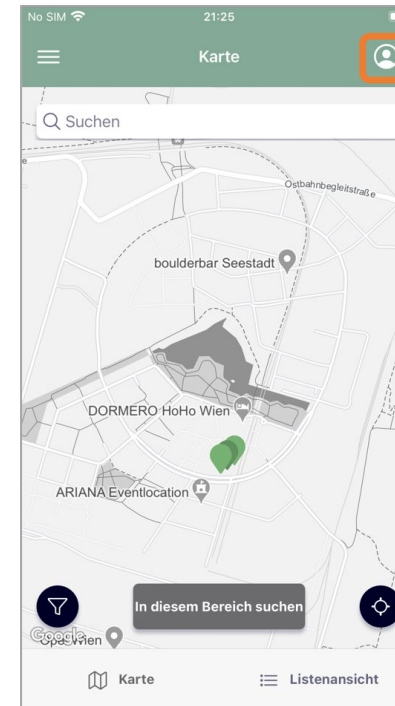 No SIM 21:25
Karte
Suchen
e
Ostbahnbegleitstraße
boulderbar Seestadt
DORMERO HoHo Wien
ARIANA Eventlocation
In diesem Bereich suchen
Google
Wien
Karte
Listenansicht